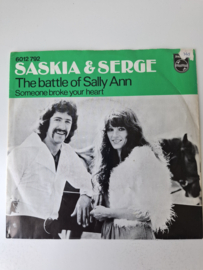 6012 792
SASKIA & SERGE
The battle of Sally Ann
Someone broke your heart